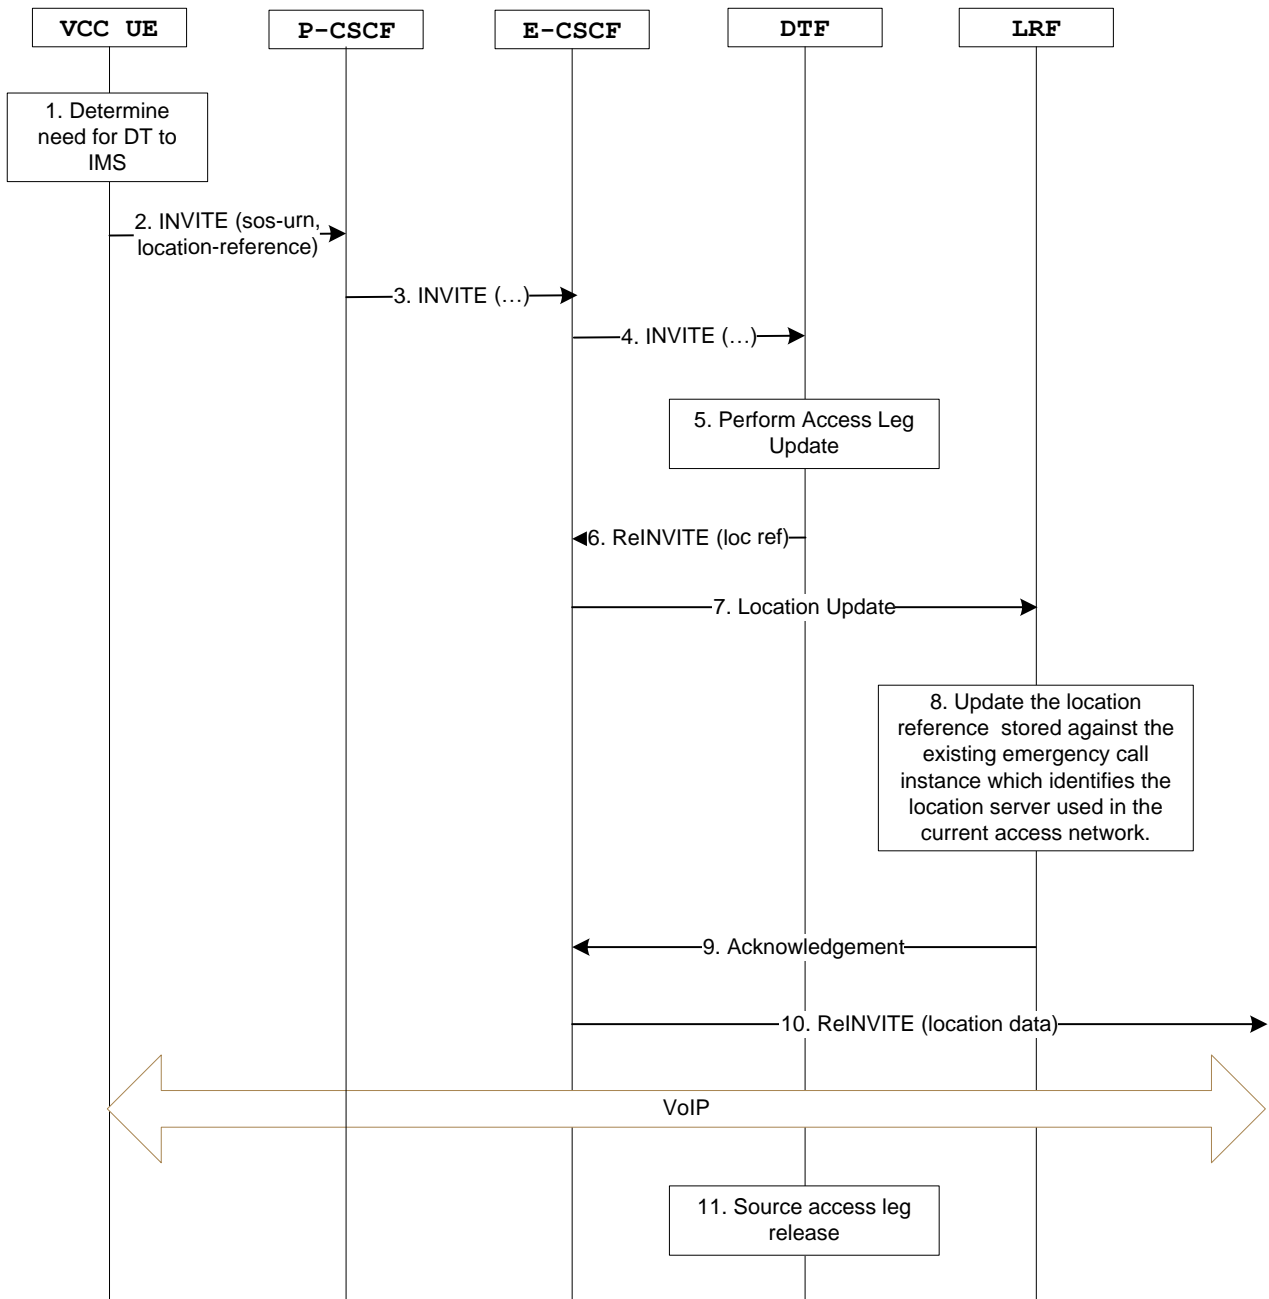 VCC UE
P-CSCF
E-CSCF
DTF
LRF
1. Determine
need for DT to
IMS
2. INVITE (sos-urn,
location-reference)
3. INVITE (…)
4. INVITE (…)
5. Perform Access Leg
Update
6. ReINVITE (loc ref)
7. Location Update
8. Update the location
reference stored against the
existing emergency call
instance which identifies the
location server used in the
current access network.
9. Acknowledgement
10. ReINVITE (location data)
VoIP
11. Source access leg
release